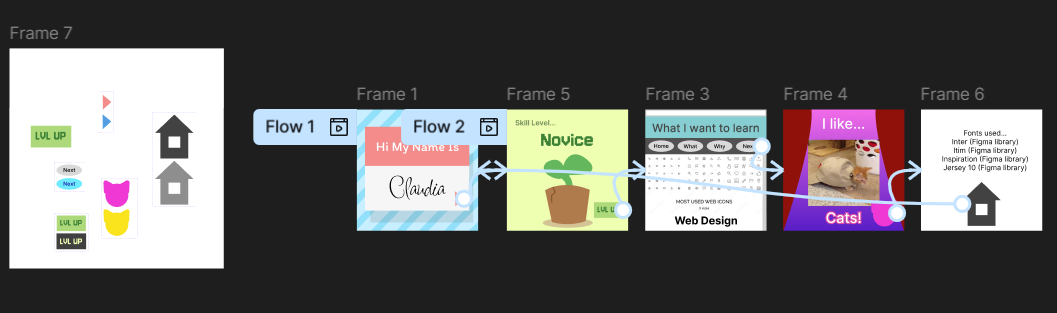 Frame 7
LVL UP
Next
Next
LVL UP
LVL UP
Flow 1
Flow 2
Frame 1
Hi My Name Is
Claudia
Frame 5
Skill Level...
Novice
LVL UP
Frame 3
What I want to learn
Home What Why Next
MOST USED WEB ICONS
Web Design
Frame 4
I like...
Cats!
Frame 6
Fonts used...
Inter (Figma library)
Itim (Figma library)
Inspiration (Figma library)
Jersey 10 (Figma library)